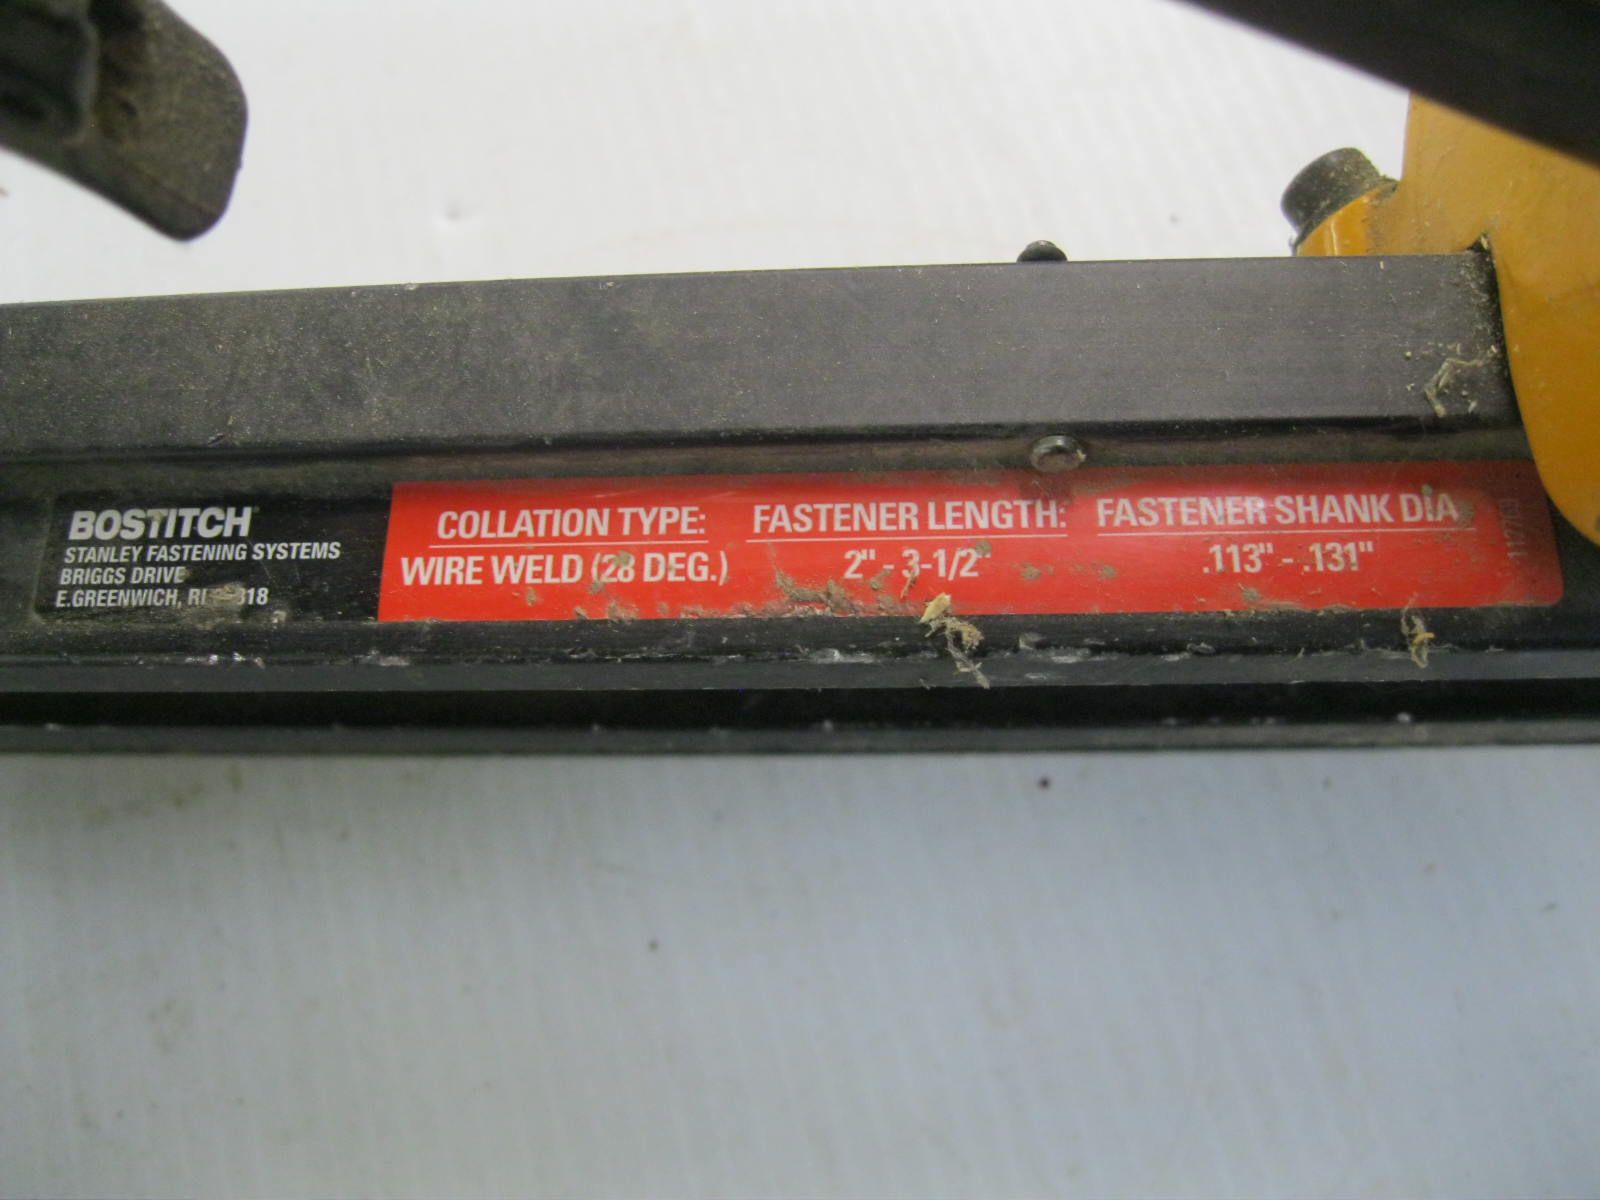 BOSTITCH
STANLEY FASTENING SYSTEMS
BRIGGS DRIVE
E.GREENWICH,
COLLATION TYPE:
WIRE WELD (28 DEG.)
FASTENER LENGTH:
2" - 3-1/2"
FASTENER SHANK DIA
.113" - .131"